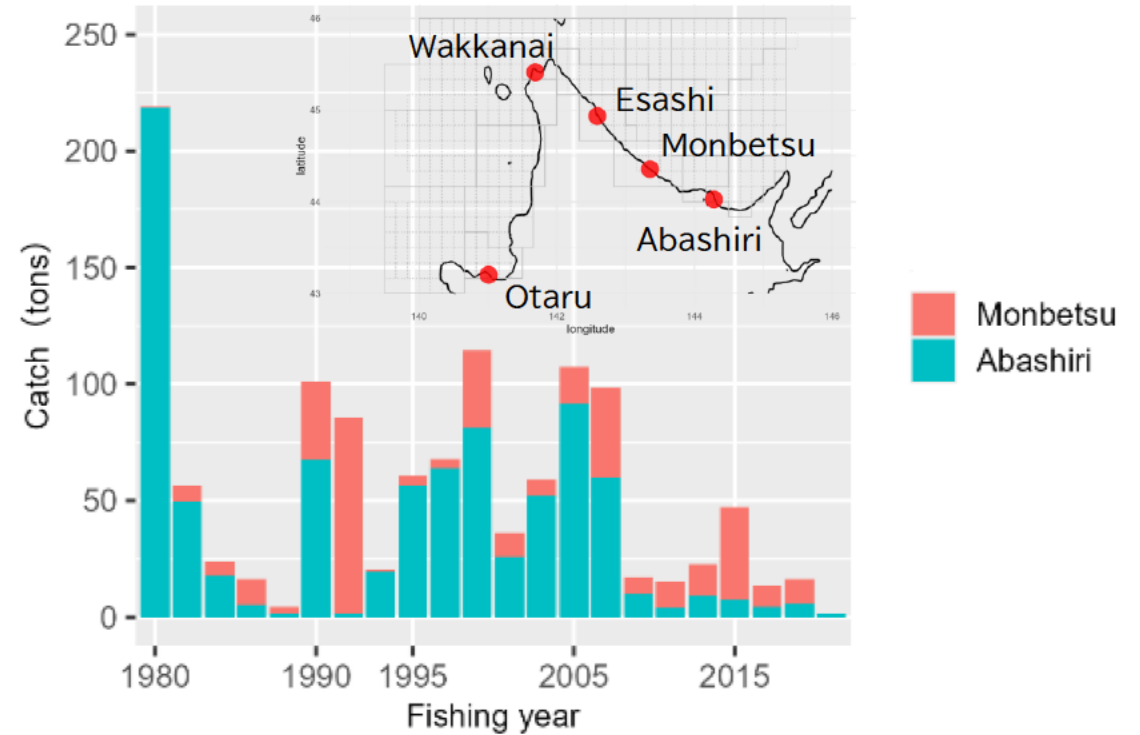 250
200
150
100
50
0
Catch (tons)
1980
1990
1995
2005
2015
Fishing year
46
45
44
43
latitude
140
142
144
146
longitude
Wakkanai
Esashi
Monbetsu
Abashiri
Otaru
Monbetsu
Abashiri